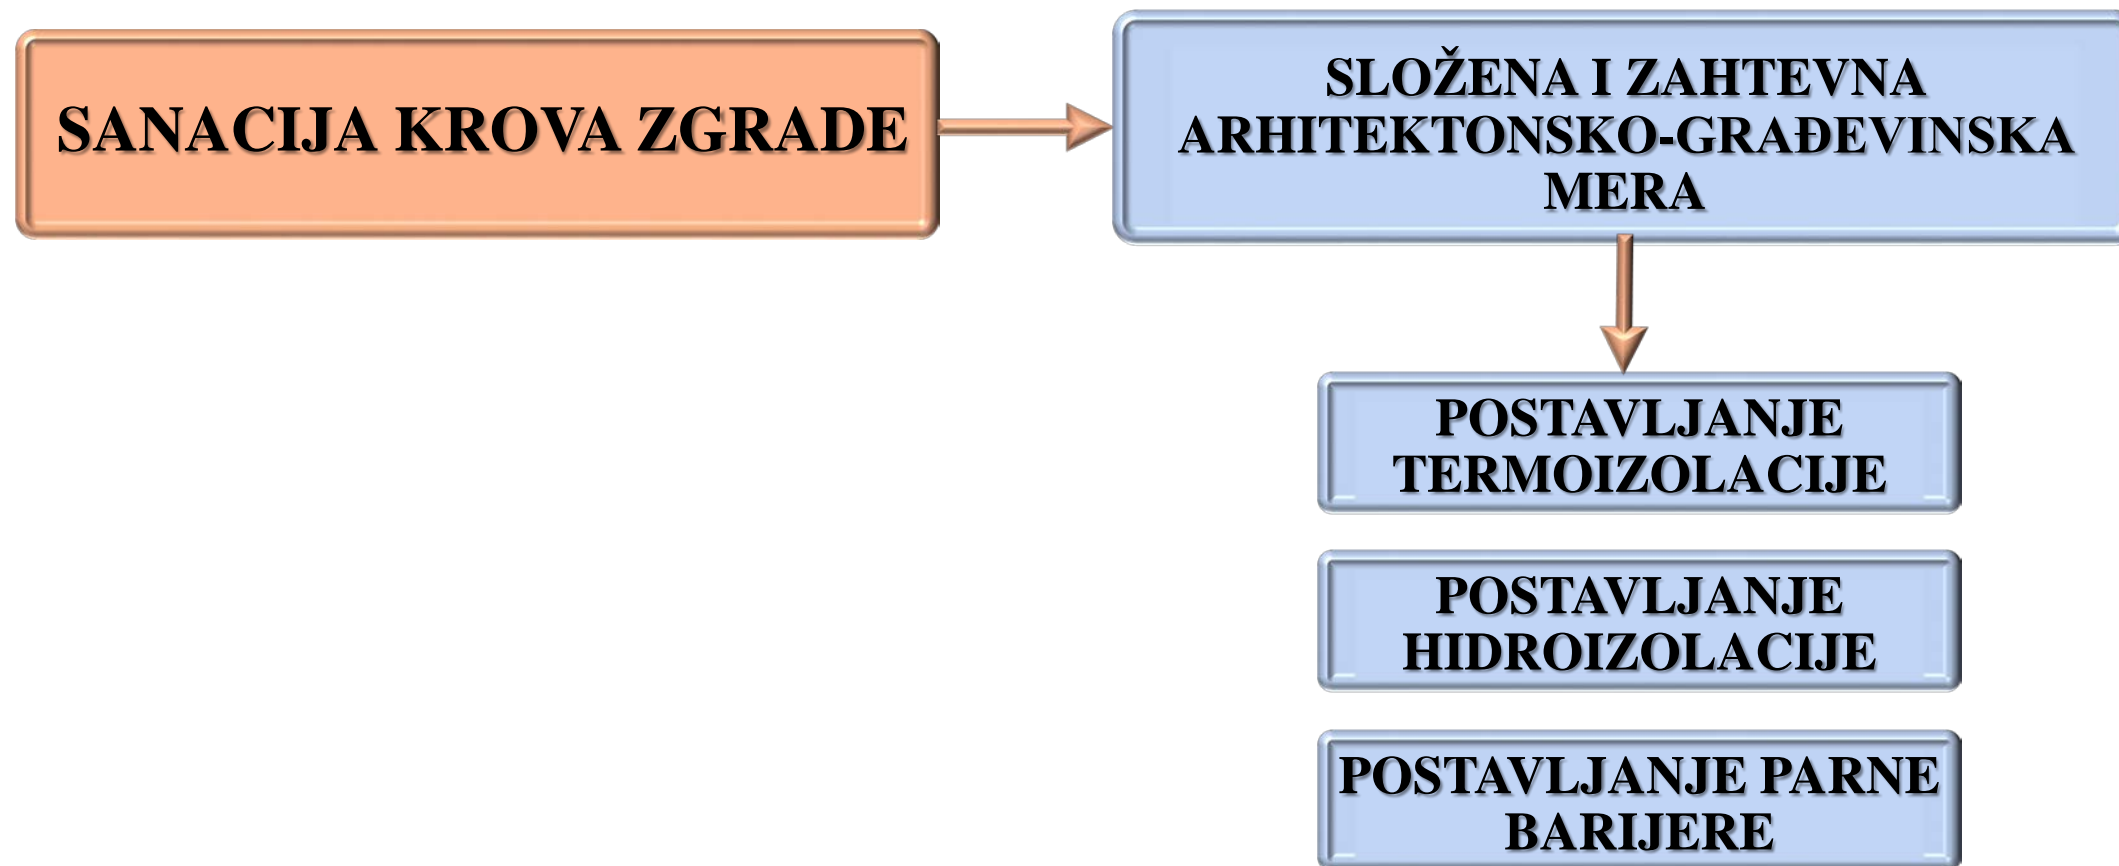 SANACIJA KROVA ZGRADE
SLOŽENA I ZAHTEVNA
ARHITEKTONSKO-GRAĐEVINSKA
MERA
POSTAVLJANJE
TERMOIZOLACIJE
POSTAVLJANJE
HIDROIZOLACIJE
POSTAVLJANJE PARNE
BARIJERE